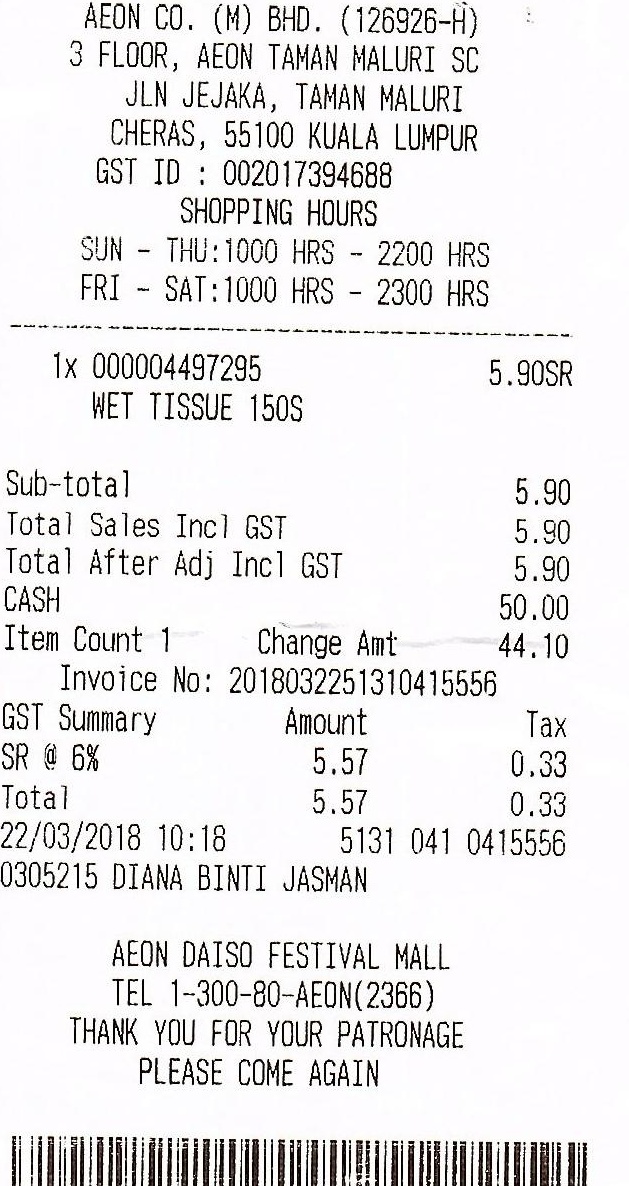 AEON CO. (M) BHD. (126926-H)
3 FLOOR, AEON TAMAN MALURI SC
JLN JEJAKA, TAMAN MALURI
CHERAS, 55100 KUALA LUMPUR
GST ID : 002017394688
SHOPPING HOURS
SUN - THU:1000 HRS - 2200 HRS
FRI - SAT:1000 HRS - 2300 HRS
1x 000004497295 5.90SR
WET TISSUE 150S
Sub-total 5.90
Total Sales Incl GST 5.90
Total After Adj Incl GST 5.90
CASH 50.00
Item Count 1 Change Amt 44.10
Invoice No: 2018032251310415556
GST Summary Amount Tax
SR @ 6% 5.57 0.33
Total 5.57 0.33
22/03/2018 10:18 5131 041 0415556
0305215 DIANA BINTI JASMAN
AEON DAISO FESTIVAL MALL
TEL 1-300-80-AEON(2366)
THANK YOU FOR YOUR PATRONAGE
PLEASE COME AGAIN